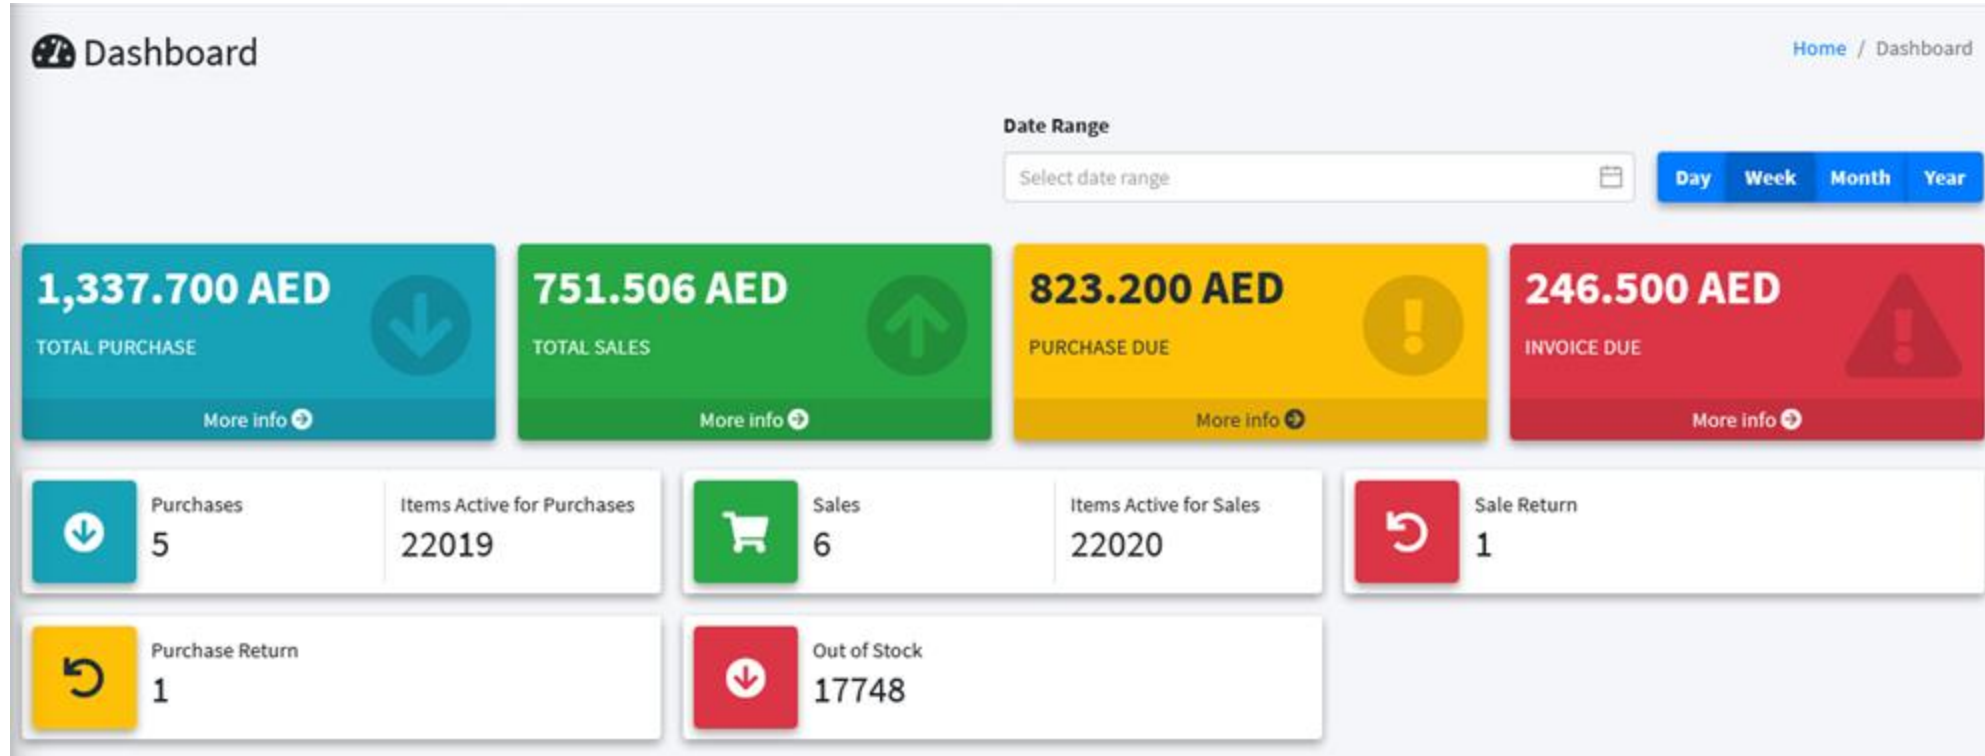 Dashboard
Home / Dashboard
Date Range
Select date range
Day Week Month Year
1,337.700 AED
TOTAL PURCHASE
More info
751.506 AED
TOTAL SALES
More info
823.200 AED
PURCHASE DUE
More info
246.500 AED
INVOICE DUE
More info
Purchases
5
Items Active for Purchases
22019
Sales
6
Items Active for Sales
22020
Sale Return
1
Purchase Return
1
Out of Stock
17748